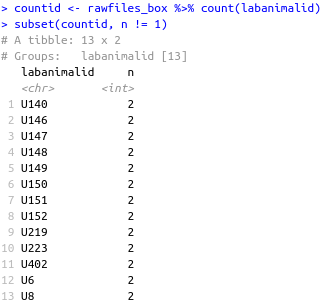 > countid <- rawfiles_box %>% count(labanimalid)
> subset(countid, n != 1)
# A tibble: 13 x 2
# Groups:   labanimalid [13]
   labanimalid     n
   <chr>       <int>
 1 U140            2
 2 U146            2
 3 U147            2
 4 U148            2
 5 U149            2
 6 U150            2
 7 U151            2
 8 U152            2
 9 U219            2
10 U223            2
11 U402            2
12 U6              2
13 U8              2